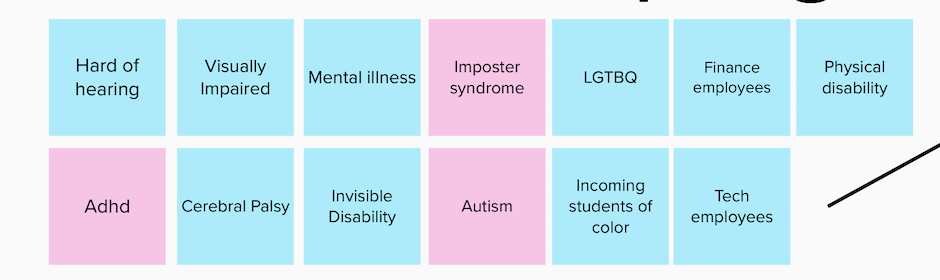 Hard of
hearing
Visually
Impaired
Mental illness
Imposter
syndrome
LGTBQ
Finance
employees
Physical
disability
Adhd
Cerebral Palsy
Invisible
Disability
Autism
Incoming
students of
color
Tech
employees